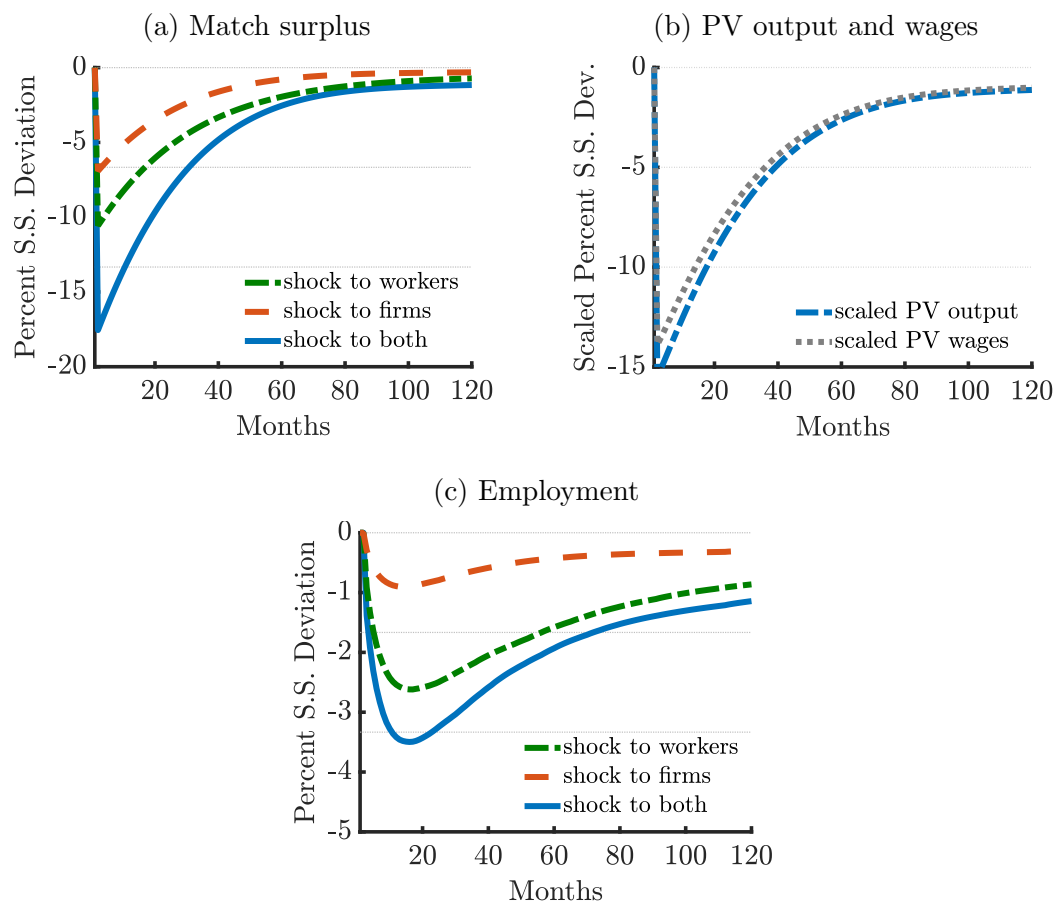 (a) Match surplus
Percent S.S. Deviation
0
-5
-10
-15
-20
20 40 60 80 100 120
Months
shock to workers
shock to firms
shock to both
(b) PV output and wages
Scaled Percent S.S. Dev.
0
-5
-10
-15
20 40 60 80 100 120
Months
scaled PV output
scaled PV wages
(c) Employment
Percent S.S. Deviation
0
-1
-2
-3
-4
-5
20 40 60 80 100 120
Months
shock to workers
shock to firms
shock to both